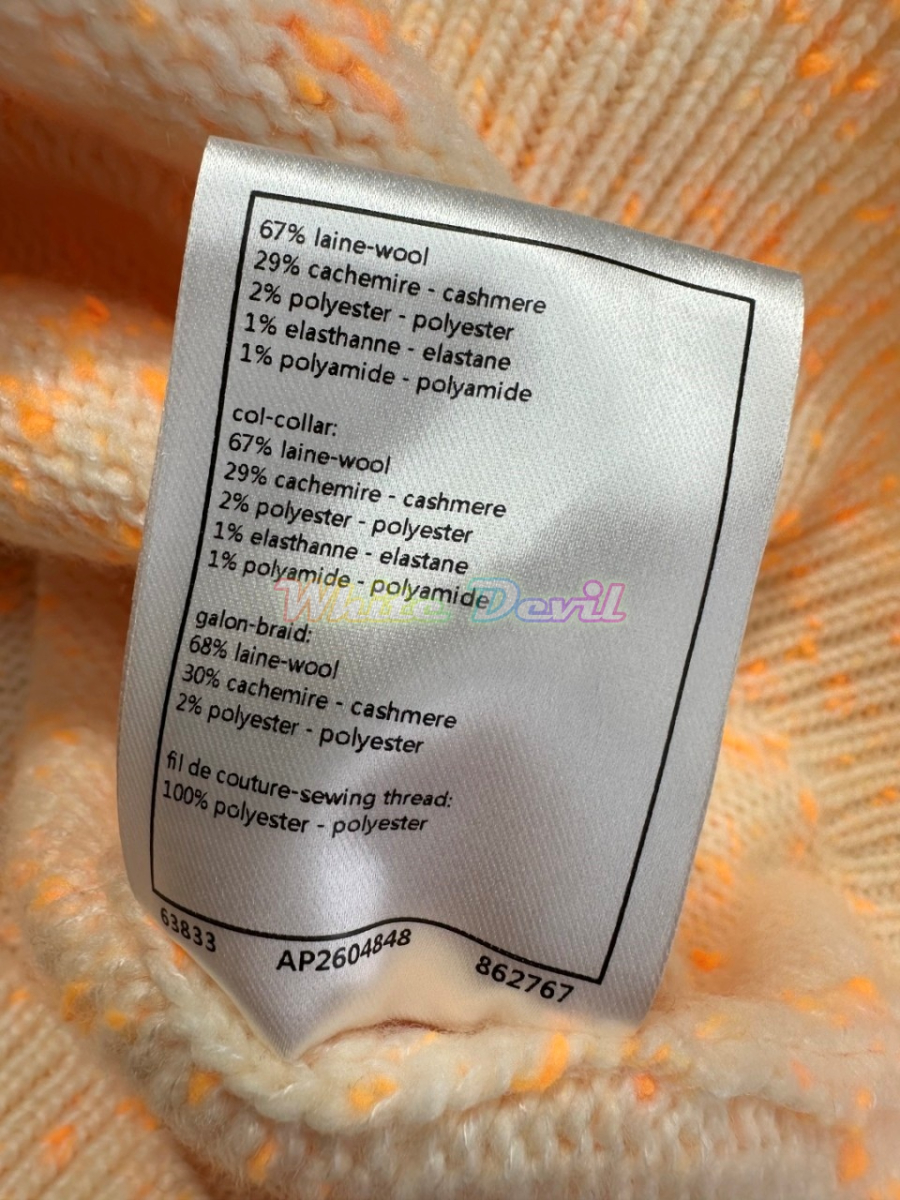 67% laine-wool
29% cachemire - cashmere
2% polyester - polyester
1% elasthanne - elastane
1% polyamide - polyamide
col-collar:
67% laine-wool
29% cachemire - cashmere
2% polyester - polyester
1% elasthanne - elastane
1% polyamide - polyamide
White Devil
galon-braid:
68% laine-wool
30% cachemire - cashmere
2% polyester - polyester
fil de couture-sewing thread:
100% polyester - polyester
63833 AP2604848 862767